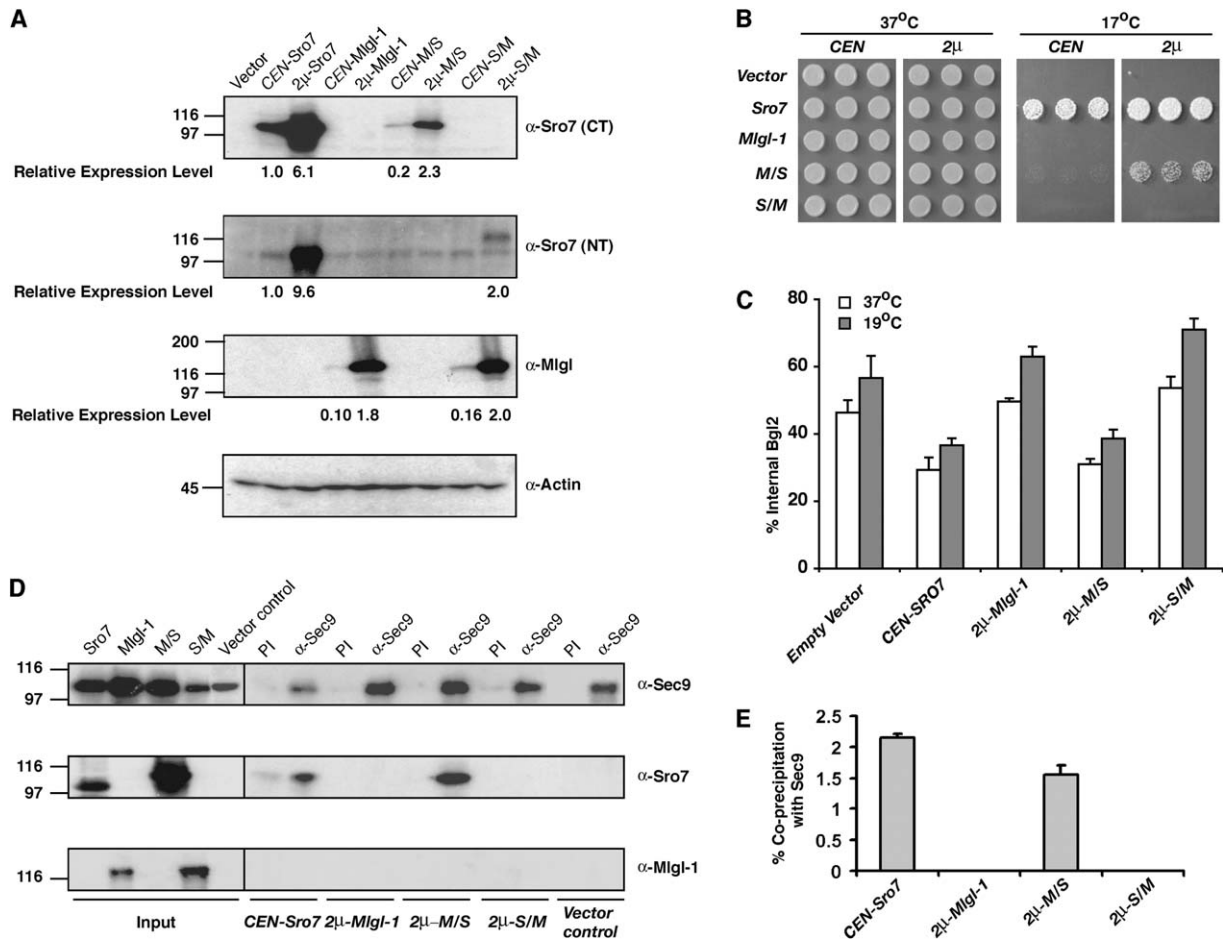 A
Vector
CEN-Sro7
2μ-Sro7
CEN-Mlgl-1
2μ-Mlgl-1
CEN-M/S
2μ-M/S
CEN-S/M
2μ-S/M
116
97
α-Sro7 (CT)
Relative Expression Level 1.0 6.1 0.2 2.3
116
97
α-Sro7 (NT)
Relative Expression Level 1.0 9.6 2.0
200
116
97
α-Mlgl
Relative Expression Level 0.10 1.8 0.16 2.0
45
α-Actin
B
37°C 17°C
CEN 2μ CEN 2μ
Vector
Sro7
Mlgl-1
M/S
S/M
C
37°C
19°C
% Internal Bgl2
80
60
40
20
0
Empty Vector
CEN-SRO7
2μ-Mlgl-1
2μ-M/S
2μ-S/M
D
Sro7
Mlgl-1
M/S
S/M
Vector control
PI
α-Sec9
PI
α-Sec9
PI
α-Sec9
PI
α-Sec9
PI
α-Sec9
116
97
α-Sec9
116
97
α-Sro7
116
α-Mlgl-1
Input
CEN-Sro7
2μ-Mlgl-1
2μ–M/S
2μ-S/M
Vector
control
E
% Co-precipitation
with Sec9
2.5
2
1.5
1
0.5
0
CEN-Sro7
2μ-Mlgl-1
2μ-M/S
2μ-S/M